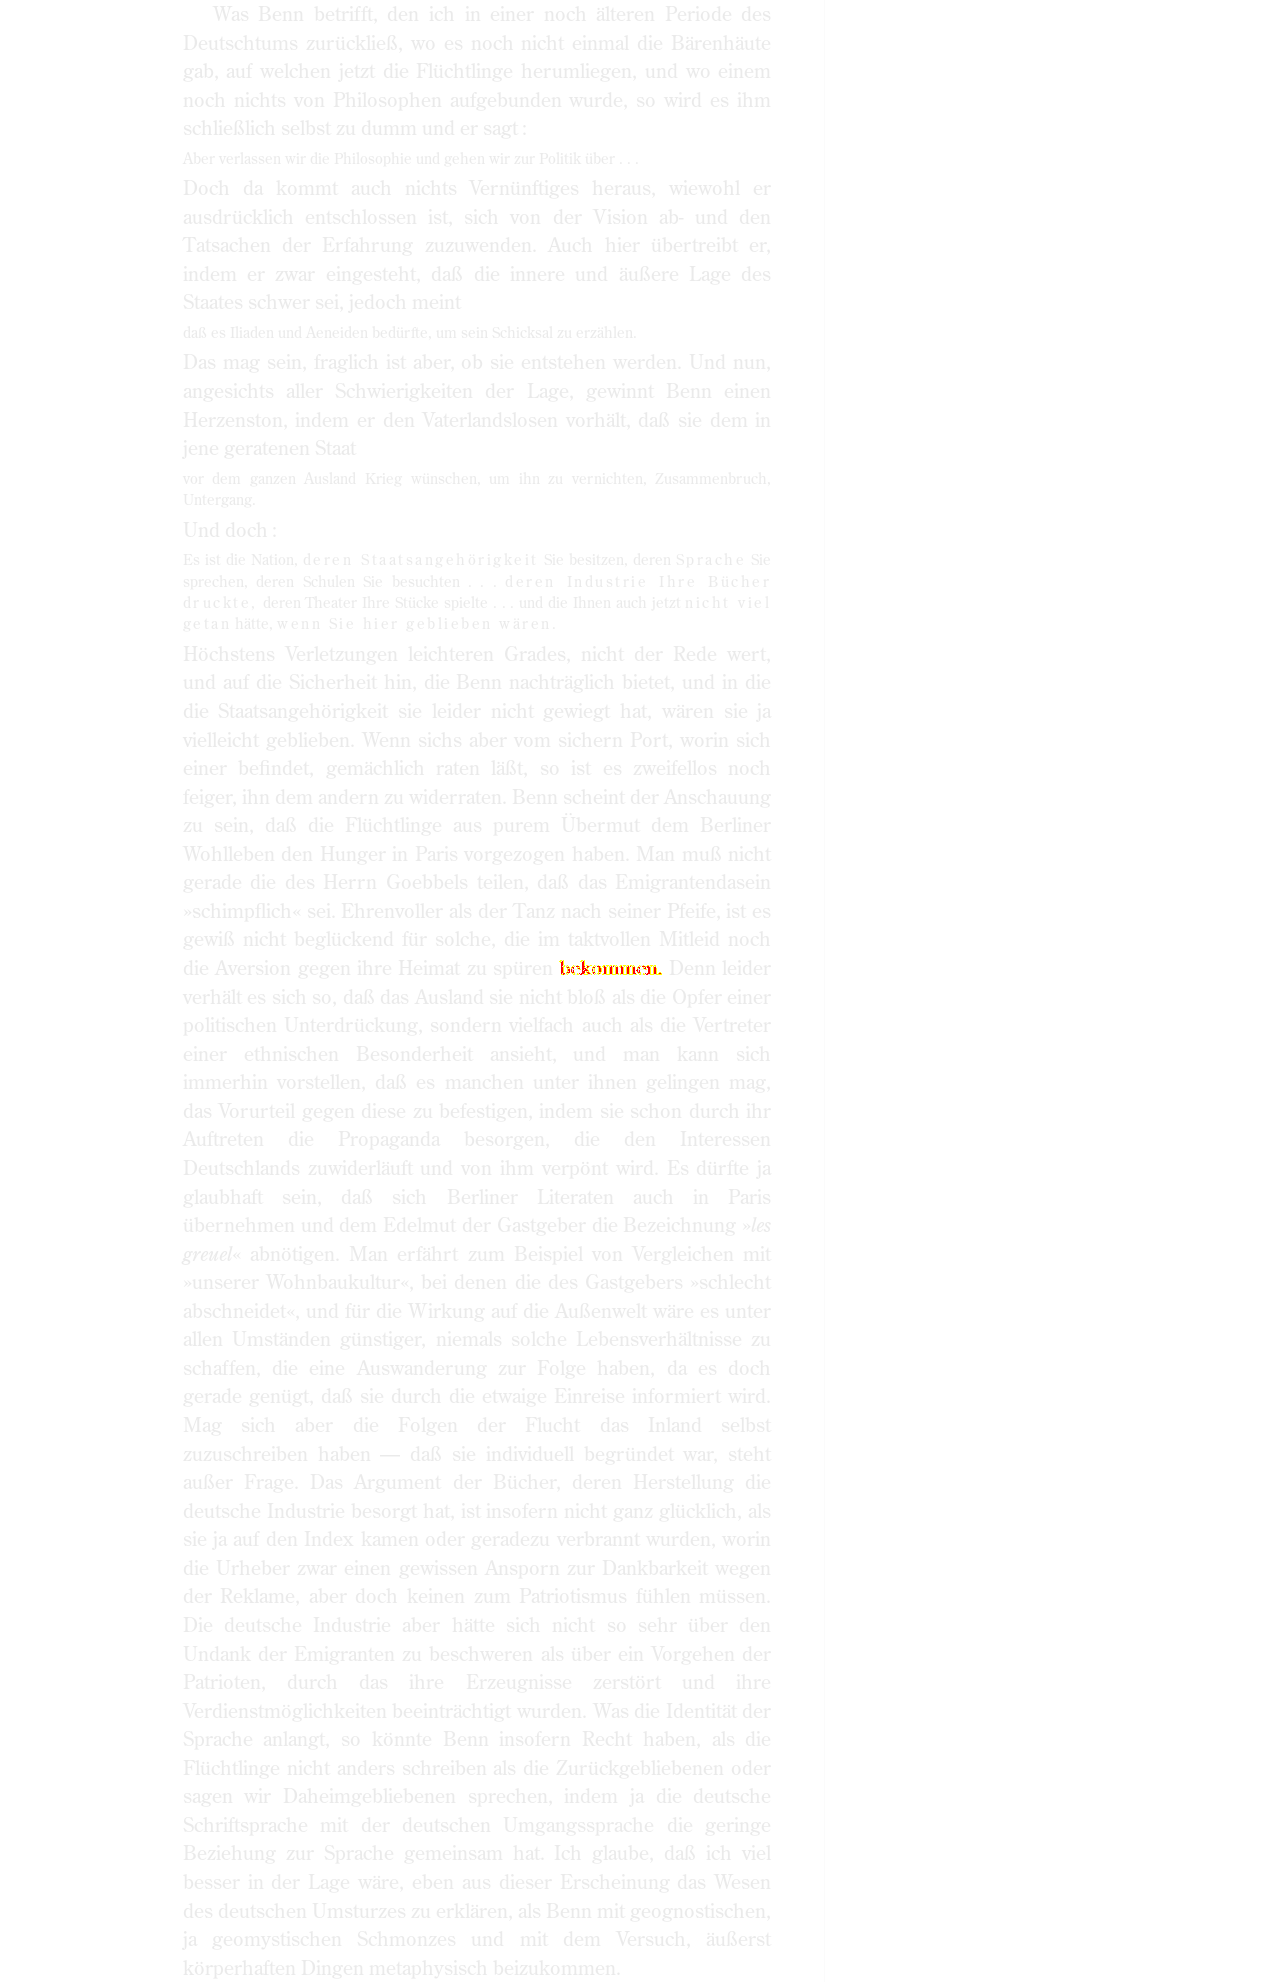 Was Benn betrifft, den ich in einer noch älteren Periode des
Deutschtums zurückließ, wo es noch nicht einmal die Bärenhäute
gab, auf welchen jetzt die Flüchtlinge herumliegen, und wo einem
noch nichts von Philosophen aufgebunden wurde, so wird es ihm
schließlich selbst zu dumm und er sagt :
Aber verlassen wir die Philosophie und gehen wir zur Politik über . . .
Doch da kommt auch nichts Vernünftiges heraus, wiewohl er
ausdrücklich entschlossen ist, sich von der Vision ab- und den
Tatsachen der Erfahrung zuzuwenden. Auch hier übertreibt er,
indem er zwar eingesteht, daß die innere und äußere Lage des
Staates schwer sei, jedoch meint
daß es Iliaden und Aeneiden bedürfte, um sein Schicksal zu erzählen.
Das mag sein, fraglich ist aber, ob sie entstehen werden. Und nun,
angesichts aller Schwierigkeiten der Lage, gewinnt Benn einen
Herzenston, indem er den Vaterlandslosen vorhält, daß sie dem in
jene geratenen Staat
vor dem ganzen Ausland Krieg wünschen, um ihn zu vernichten, Zusammenbruch,
Untergang.
Und doch :
Es ist die Nation, deren Staatsangehörigkeit Sie besitzen, deren Sprache Sie
sprechen, deren Schulen Sie besuchten . . . deren Industrie Ihre Bücher
druckte, deren Theater Ihre Stücke spielte . . . und die Ihnen auch jetzt nicht viel
getan hätte, wenn Sie hier geblieben wären.
Höchstens Verletzungen leichteren Grades, nicht der Rede wert,
und auf die Sicherheit hin, die Benn nachträglich bietet, und in die
die Staatsangehörigkeit sie leider nicht gewiegt hat, wären sie ja
vielleicht geblieben. Wenn sichs aber vom sichern Port, worin sich
einer befindet, gemächlich raten läßt, so ist es zweifellos noch
feiger, ihn dem andern zu widerraten. Benn scheint der Anschauung
zu sein, daß die Flüchtlinge aus purem Übermut dem Berliner
Wohlleben den Hunger in Paris vorgezogen haben. Man muß nicht
gerade die des Herrn Goebbels teilen, daß das Emigrantendasein
»schimpflich« sei. Ehrenvoller als der Tanz nach seiner Pfeife, ist es
gewiß nicht beglückend für solche, die im taktvollen Mitleid noch
die Aversion gegen ihre Heimat zu spüren bekommen. Denn leider
verhält es sich so, daß das Ausland sie nicht bloß als die Opfer einer
politischen Unterdrückung, sondern vielfach auch als die Vertreter
einer ethnischen Besonderheit ansieht, und man kann sich
immerhin vorstellen, daß es manchen unter ihnen gelingen mag,
das Vorurteil gegen diese zu befestigen, indem sie schon durch ihr
Auftreten die Propaganda besorgen, die den Interessen
Deutschlands zuwiderläuft und von ihm verpönt wird. Es dürfte ja
glaubhaft sein, daß sich Berliner Literaten auch in Paris
übernehmen und dem Edelmut der Gastgeber die Bezeichnung »les
greuel« abnötigen. Man erfährt zum Beispiel von Vergleichen mit
»unserer Wohnbaukultur«, bei denen die des Gastgebers »schlecht
abschneidet«, und für die Wirkung auf die Außenwelt wäre es unter
allen Umständen günstiger, niemals solche Lebensverhältnisse zu
schaffen, die eine Auswanderung zur Folge haben, da es doch
gerade genügt, daß sie durch die etwaige Einreise informiert wird.
Mag sich aber die Folgen der Flucht das Inland selbst
zuzuschreiben haben — daß sie individuell begründet war, steht
außer Frage. Das Argument der Bücher, deren Herstellung die
deutsche Industrie besorgt hat, ist insofern nicht ganz glücklich, als
sie ja auf den Index kamen oder geradezu verbrannt wurden, worin
die Urheber zwar einen gewissen Ansporn zur Dankbarkeit wegen
der Reklame, aber doch keinen zum Patriotismus fühlen müssen.
Die deutsche Industrie aber hätte sich nicht so sehr über den
Undank der Emigranten zu beschweren als über ein Vorgehen der
Patrioten, durch das ihre Erzeugnisse zerstört und ihre
Verdienstmöglichkeiten beeinträchtigt wurden. Was die Identität der
Sprache anlangt, so könnte Benn insofern Recht haben, als die
Flüchtlinge nicht anders schreiben als die Zurückgebliebenen oder
sagen wir Daheimgebliebenen sprechen, indem ja die deutsche
Schriftsprache mit der deutschen Umgangssprache die geringe
Beziehung zur Sprache gemeinsam hat. Ich glaube, daß ich viel
besser in der Lage wäre, eben aus dieser Erscheinung das Wesen
des deutschen Umsturzes zu erklären, als Benn mit geognostischen,
ja geomystischen Schmonzes und mit dem Versuch, äußerst
körperhaften Dingen metaphysisch beizukommen.